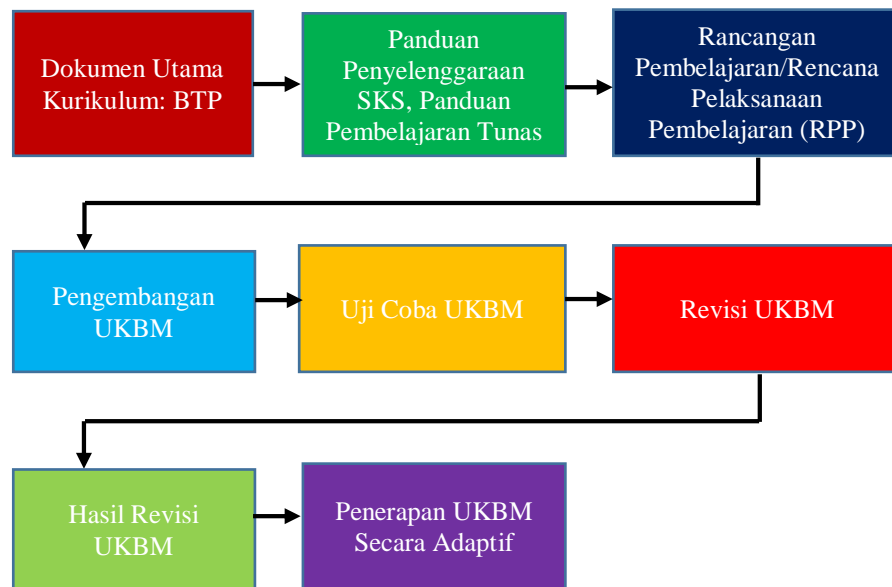 Dokumen Utama
Kurikulum: BTP
Panduan
Penyelenggaraan
SKS, Panduan
Pembelajaran Tunas
Rancangan
Pembelajaran/Rencana
Pelaksanaan
Pembelajaran (RPP)
Pengembangan
UKBM
Uji Coba UKBM
Revisi UKBM
Hasil Revisi
UKBM
Penerapan UKBM
Secara Adaptif